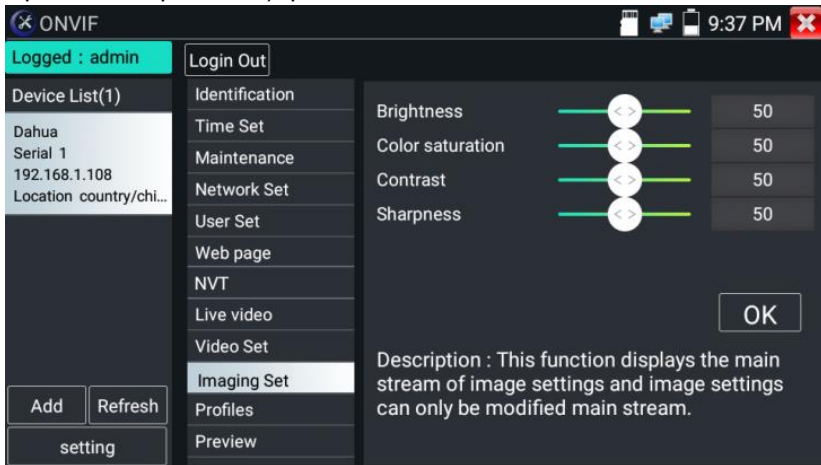 ONVIF
9:37 PM
Logged : admin
Login Out
Device List(1)
Dahua
Serial 1
192.168.1.108
Location country/chi...
Add
Refresh
setting
Identification
Time Set
Maintenance
Network Set
User Set
Web page
NVT
Live video
Video Set
Imaging Set
Profiles
Preview
Brightness 50
Color saturation 50
Contrast 50
Sharpness 50
OK
Description : This function displays the main
stream of image settings and image settings
can only be modified main stream.